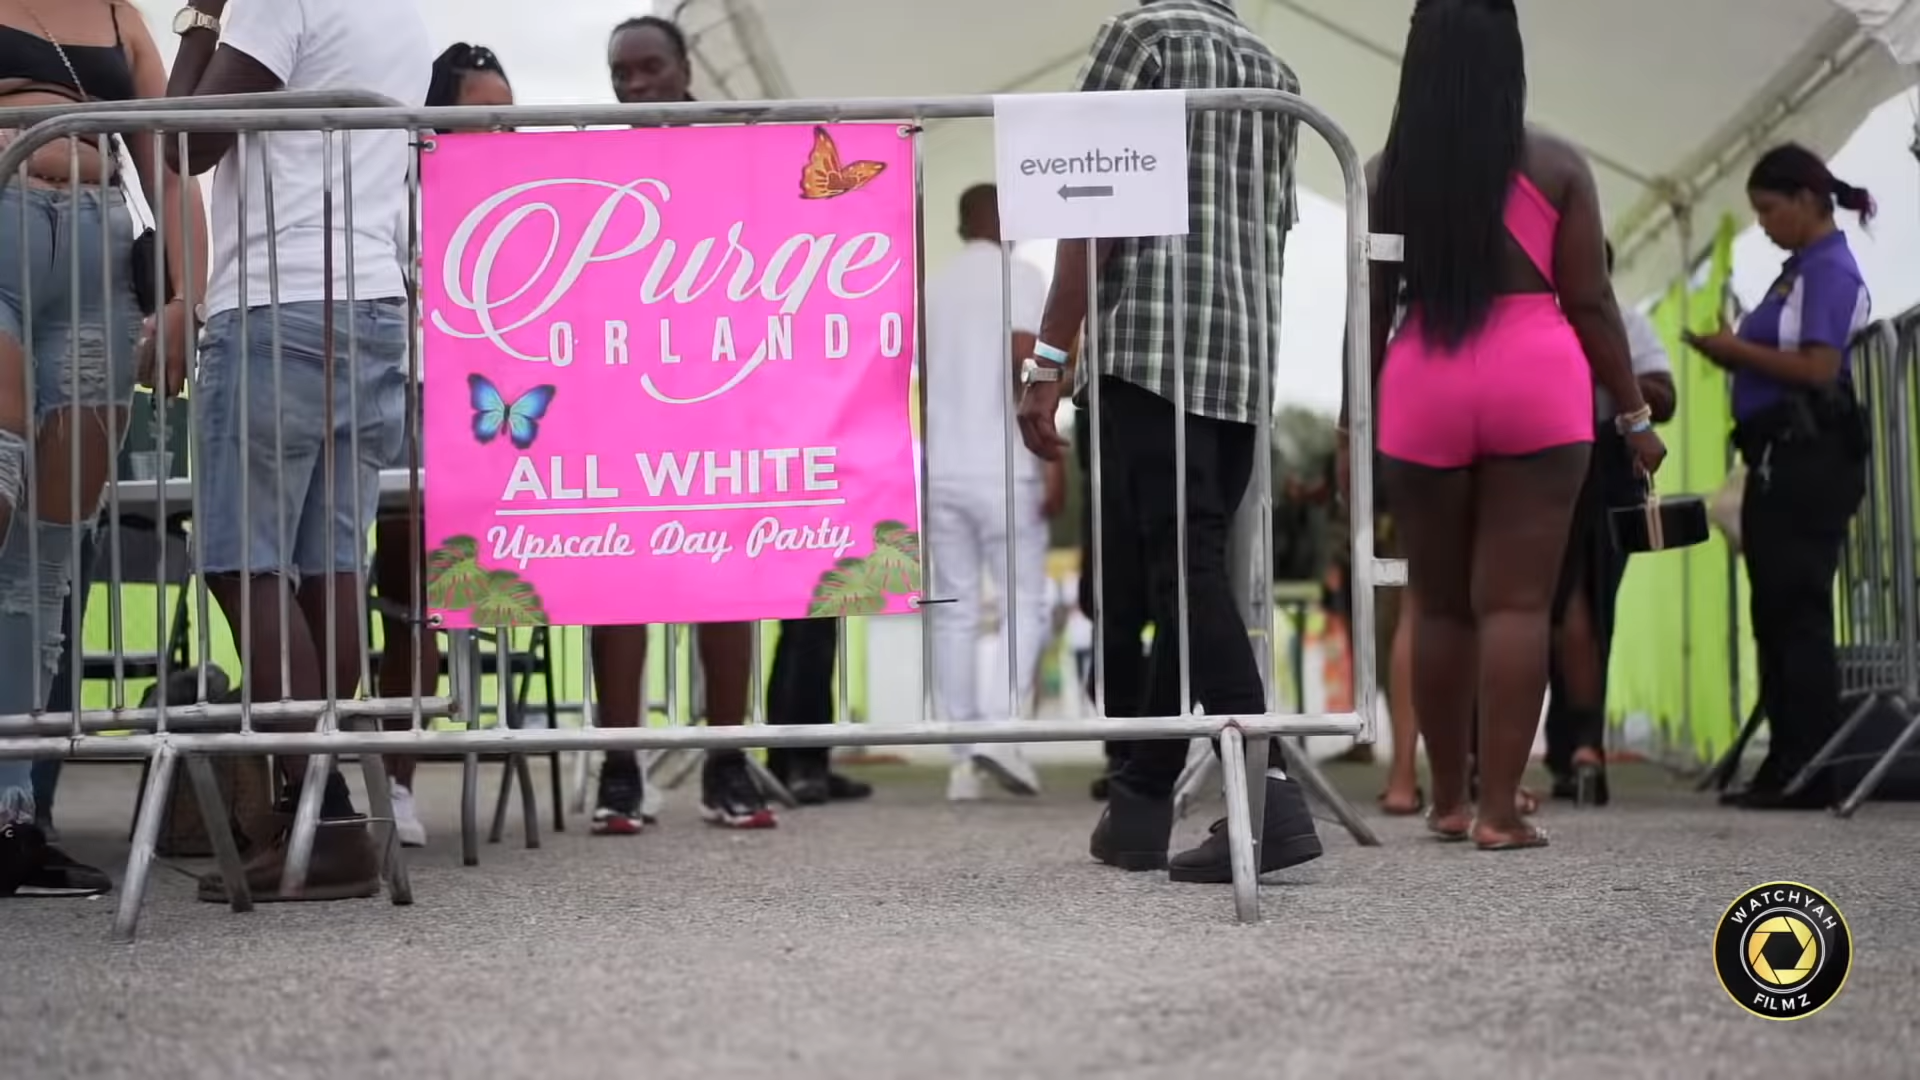 Purge
ORLANDO
ALL WHITE
Upscale Day Party
eventbrite
WATCHYAH
FILMZ